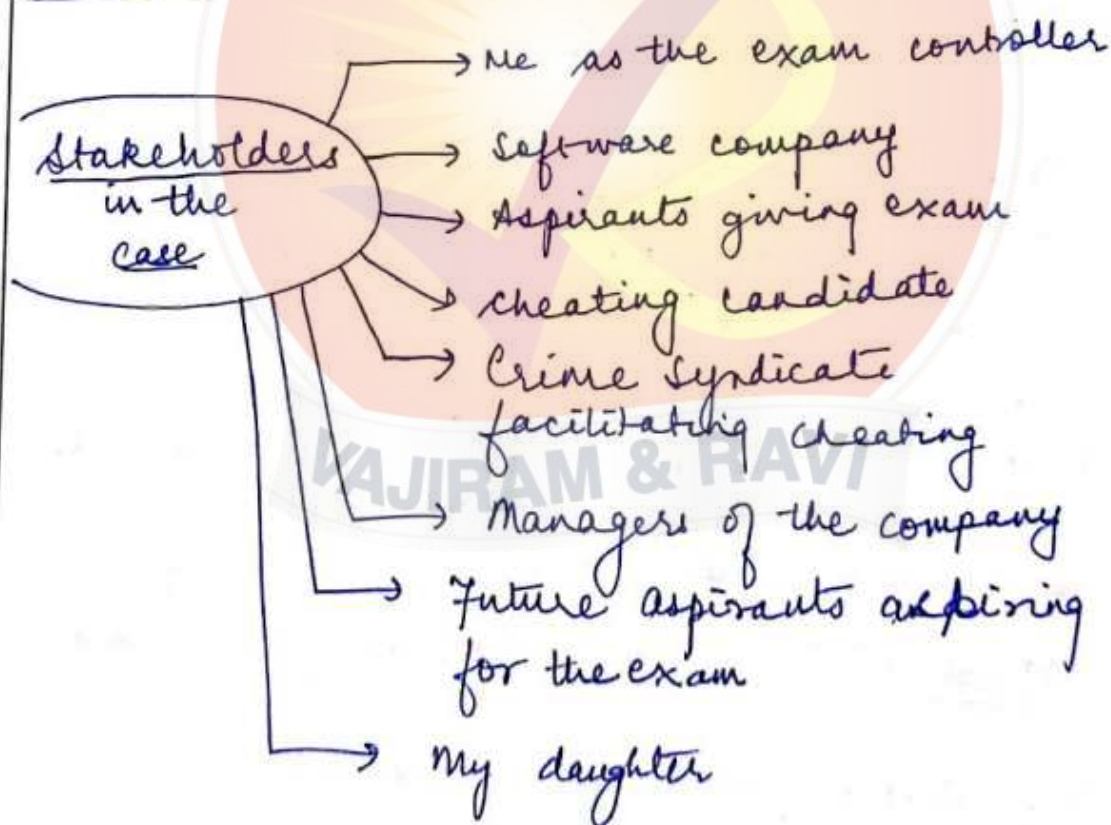 Me as the exam controller
Stakeholders
in the
case
Software company
Aspirants giving exam
cheating candidate
Crime Syndicate
facilitating cheating
Managers of the company
Future aspirants aspiring
for the exam
My daughter
VAJIRAM & RAVI